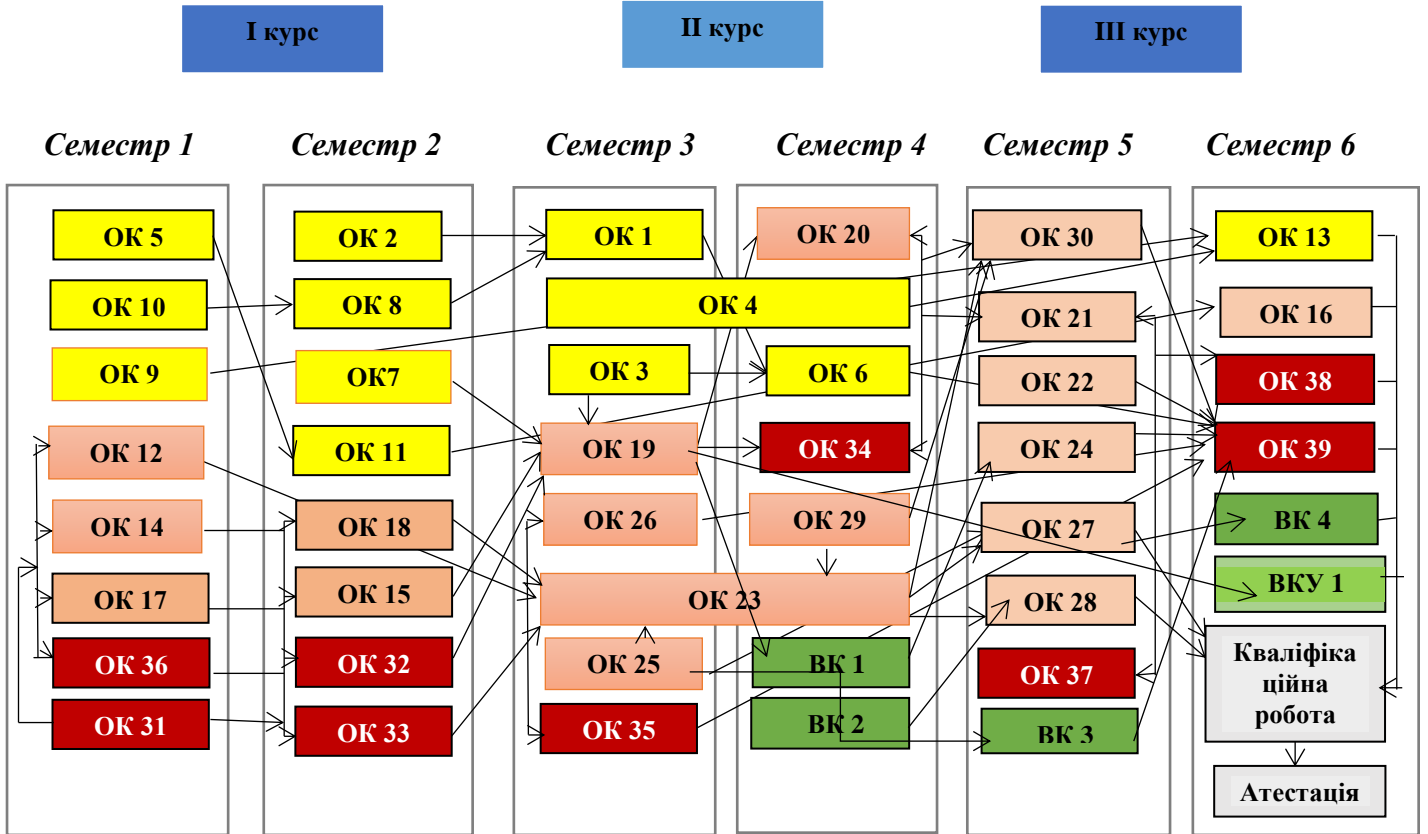 І курс
ІІ курс
ІІІ курс
Семестр 1
Семестр 2
Семестр 3
Семестр 4
Семестр 5
Семестр 6
ОК 5
ОК 10
ОК 9
ОК 12
ОК 14
ОК 17
ОК 36
ОК 31
ОК 2
ОК 8
ОК7
ОК 11
ОК 18
ОК 15
ОК 32
ОК 33
ОК 1
ОК 4
ОК 3
ОК 19
ОК 26
ОК 23
ОК 25
ОК 35
ОК 20
ОК 6
ОК 34
ОК 29
ВК 1
ВК 2
ОК 30
ОК 21
ОК 22
ОК 24
ОК 27
ОК 28
ОК 37
ВК 3
ОК 13
ОК 16
ОК 38
ОК 39
ВК 4
ВКУ 1
Кваліфіка
ційна
робота
Атестація